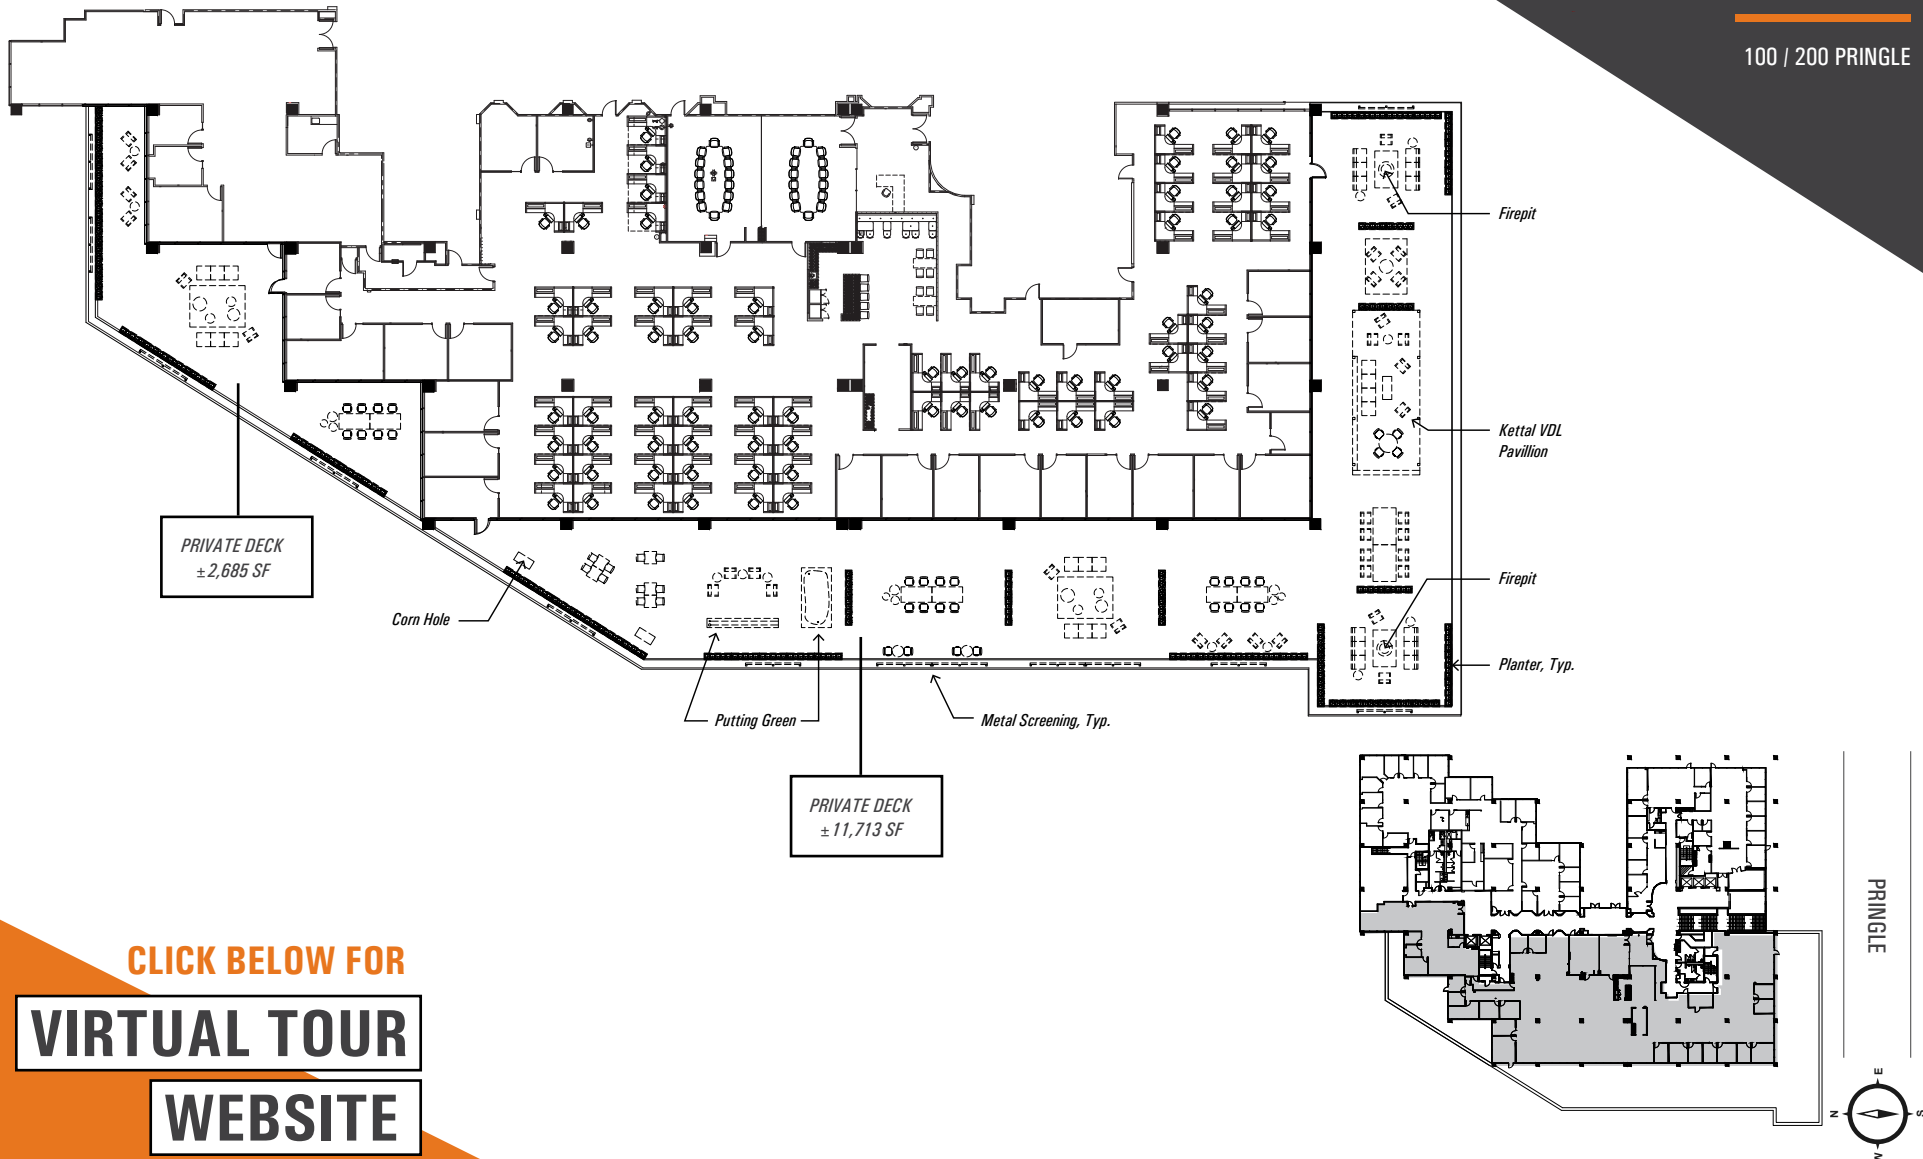 100 / 200 PRINGLE
Firepit
Kettal VDL
Pavillion
PRIVATE DECK
±2,685 SF
Firepit
Corn Hole
Planter, Typ.
Putting Green
Metal Screening, Typ.
PRIVATE DECK
±11,713 SF
PRINGLE
CLICK BELOW FOR
VIRTUAL TOUR
WEBSITE
E
N
S
W